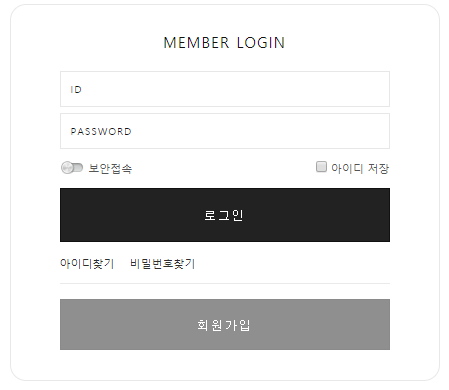 MEMBER LOGIN
ID
PASSWORD
보안접속 아이디 저장
로그인
아이디찾기 비밀번호찾기
회원가입